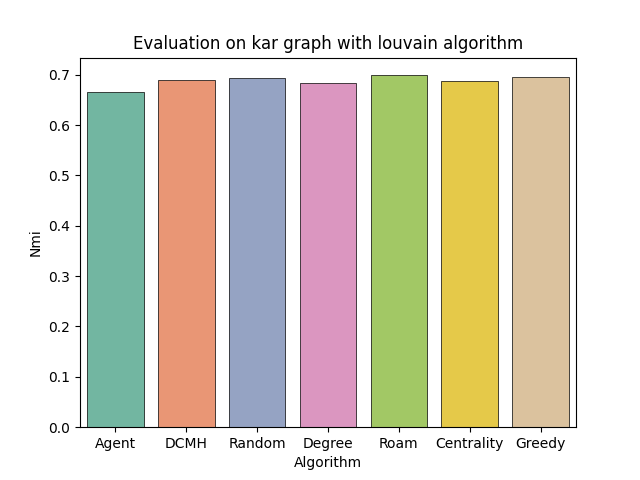 Evaluation on kar graph with louvain algorithm
Nmi
0.7
0.6
0.5
0.4
0.3
0.2
0.1
0.0
Agent DCMH Random Degree Roam Centrality Greedy
Algorithm